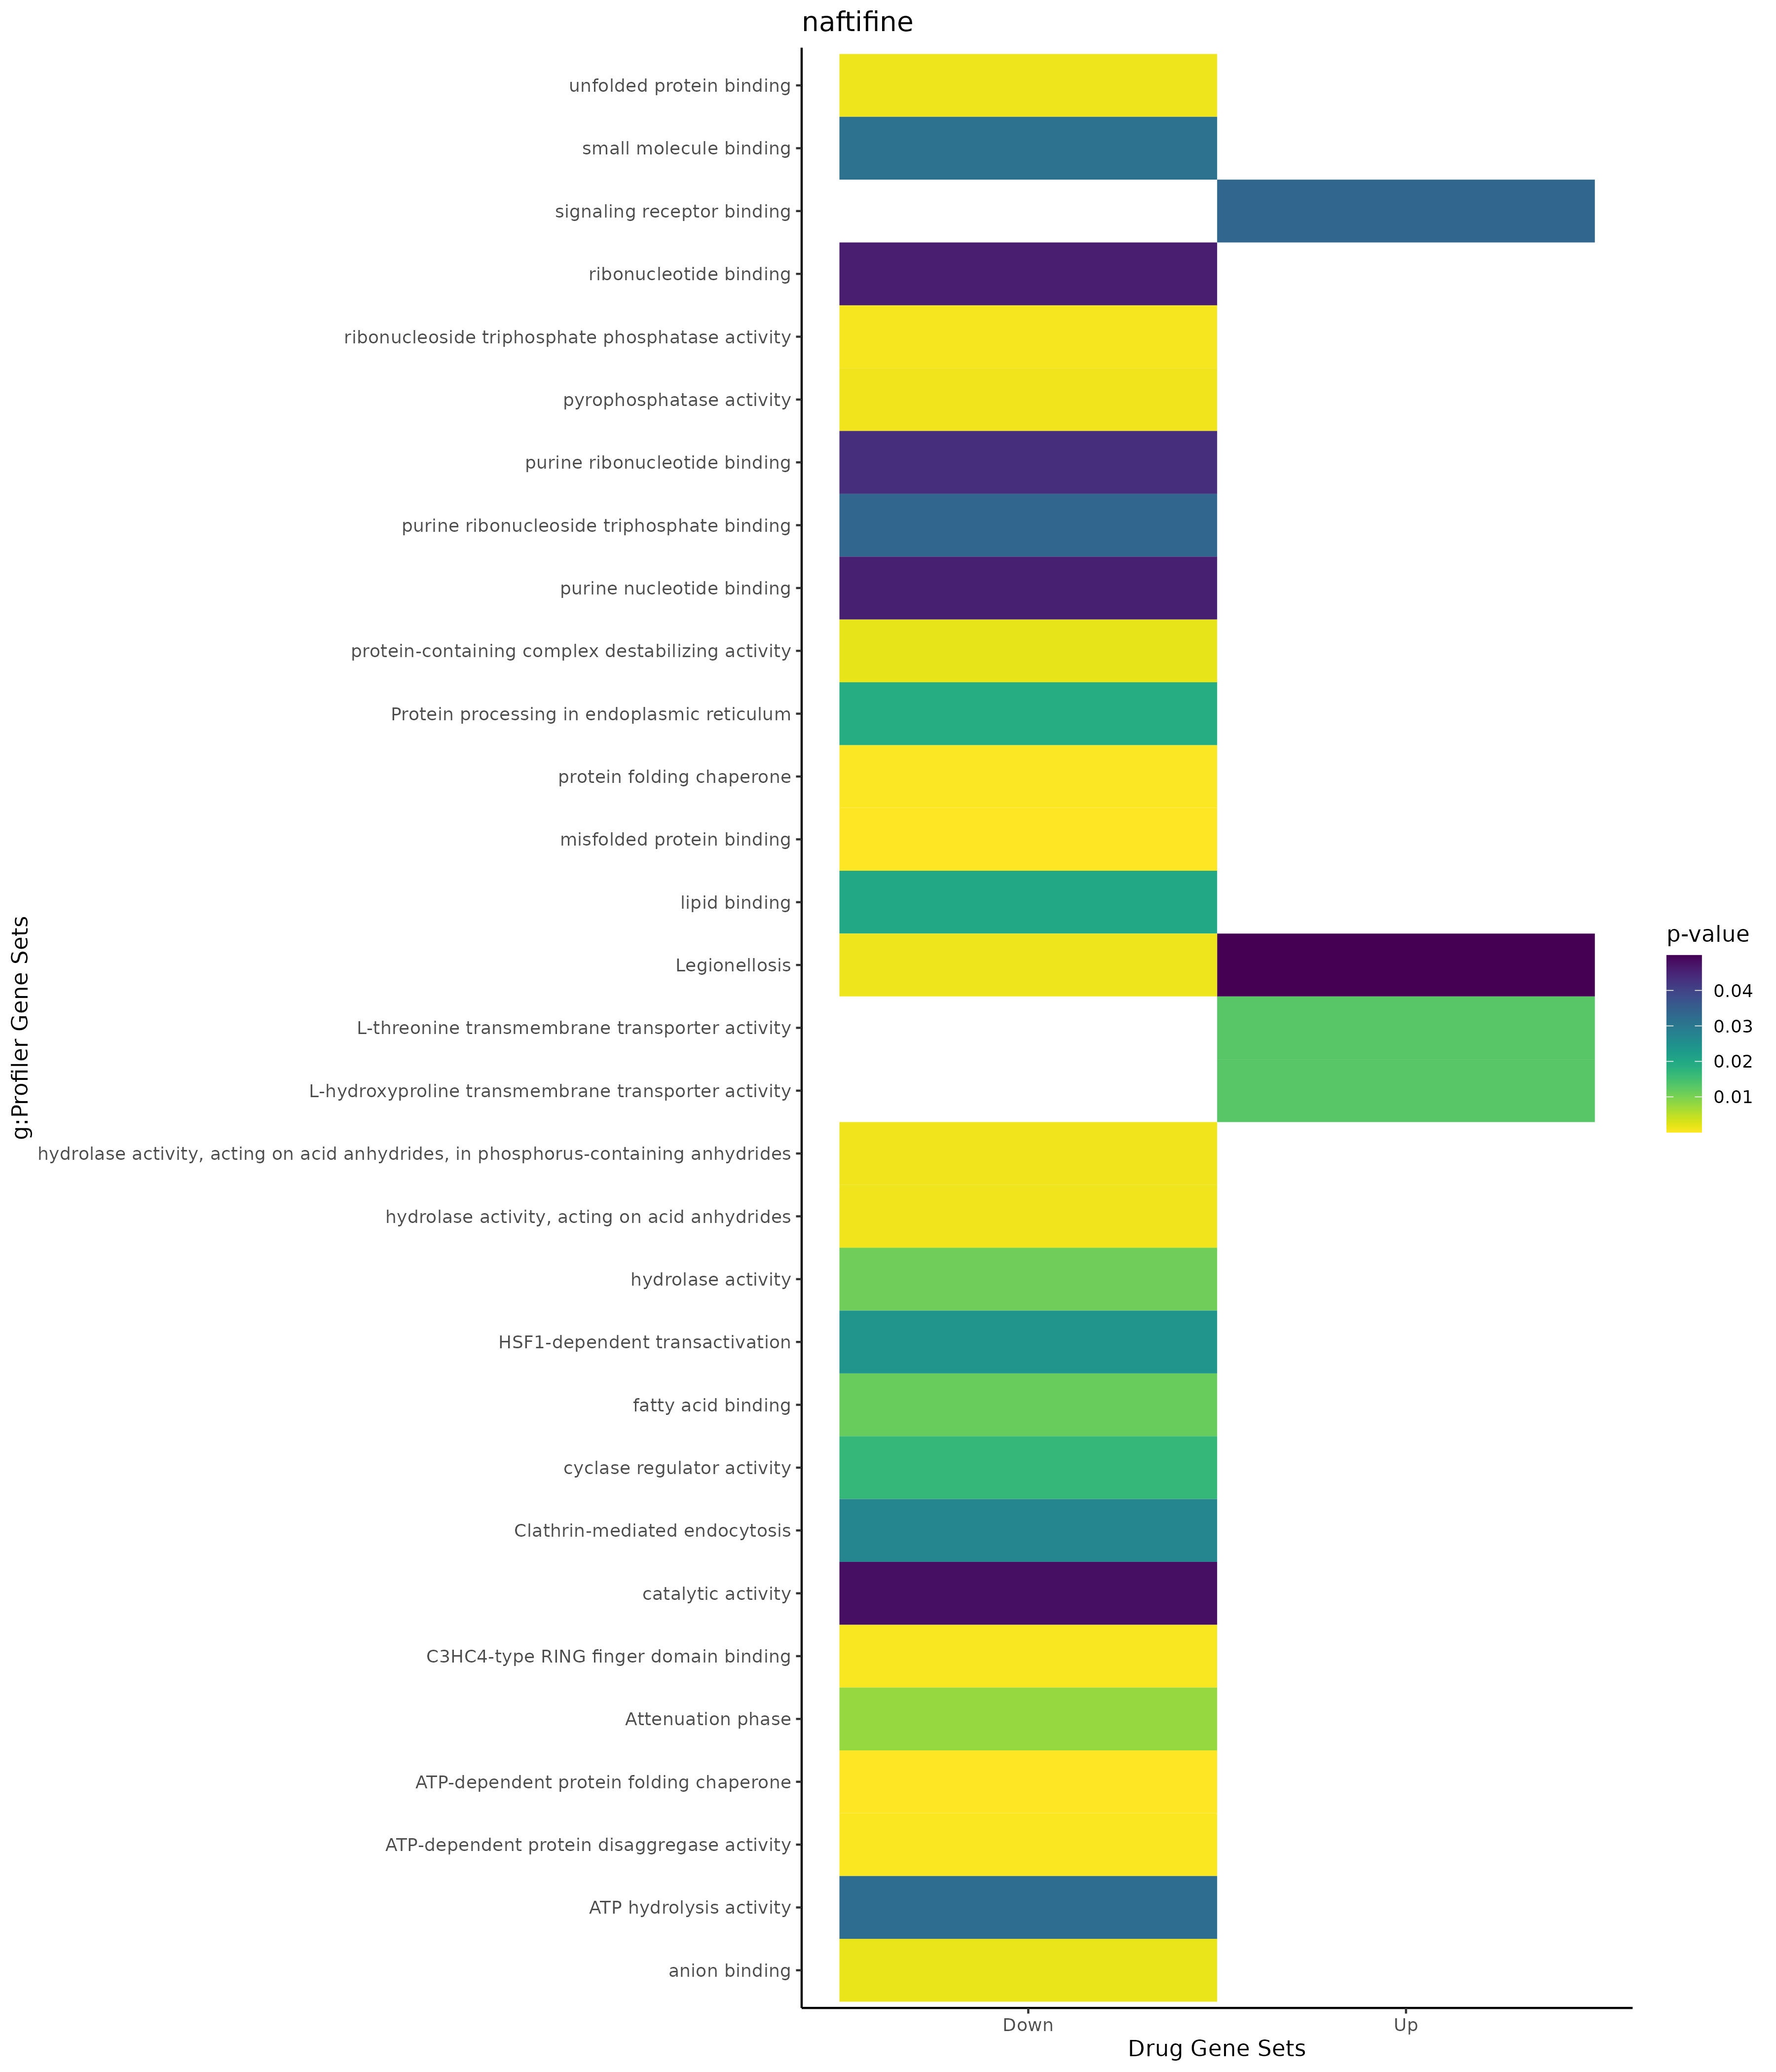 naftifine
unfolded protein binding
small molecule binding
signaling receptor binding
ribonucleotide binding
ribonucleoside triphosphate phosphatase activity
pyrophosphatase activity
purine ribonucleotide binding
purine ribonucleoside triphosphate binding
purine nucleotide binding
protein-containing complex destabilizing activity
Protein processing in endoplasmic reticulum
protein folding chaperone
misfolded protein binding
lipid binding
Legionellosis
L-threonine transmembrane transporter activity
L-hydroxyproline transmembrane transporter activity
hydrolase activity, acting on acid anhydrides, in phosphorus-containing anhydrides
hydrolase activity, acting on acid anhydrides
hydrolase activity
HSF1-dependent transactivation
fatty acid binding
cyclase regulator activity
Clathrin-mediated endocytosis
catalytic activity
C3HC4-type RING finger domain binding
Attenuation phase
ATP-dependent protein folding chaperone
ATP-dependent protein disaggregase activity
ATP hydrolysis activity
anion binding
g:Profiler Gene Sets
Down
Up
Drug Gene Sets
p-value
0.04
0.03
0.02
0.01